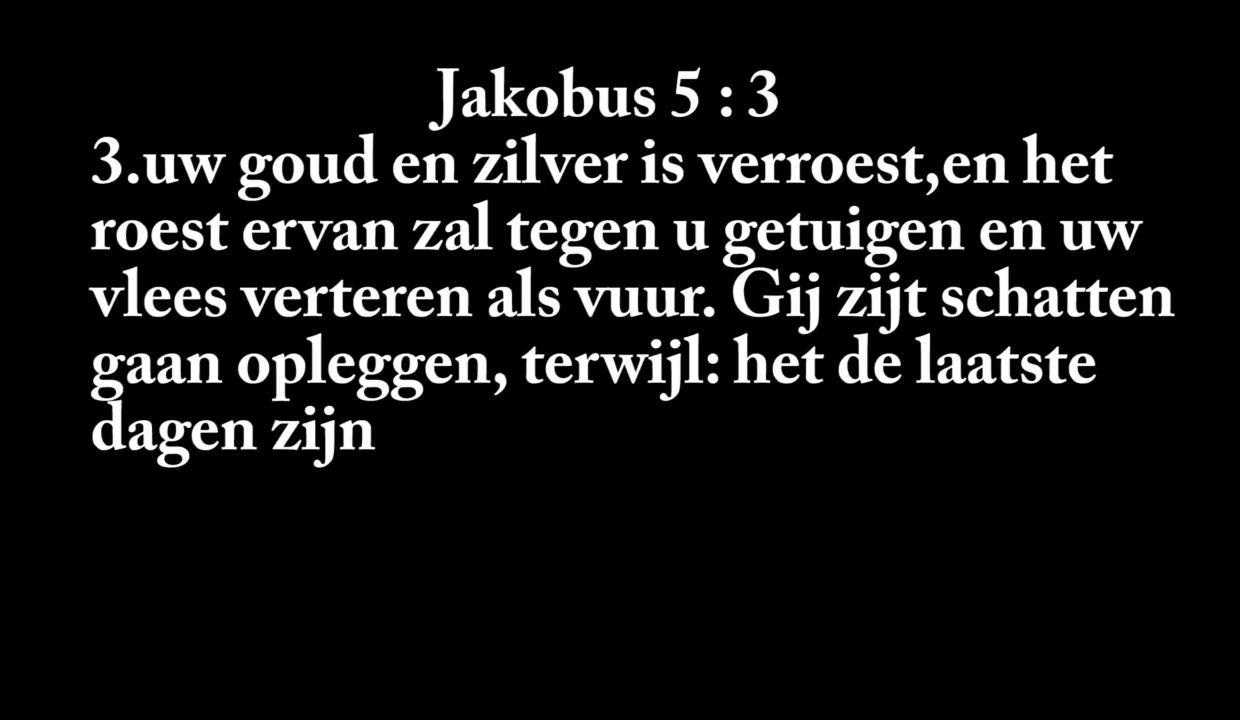 Jakobus 5 : 3
3.uw goud en zilver is verroest,en het
roest ervan zal tegen u getuigen en uw
vlees verteren als vuur. Gij zijt schatten
gaan opleggen, terwijl: het de laatste
dagen zijn